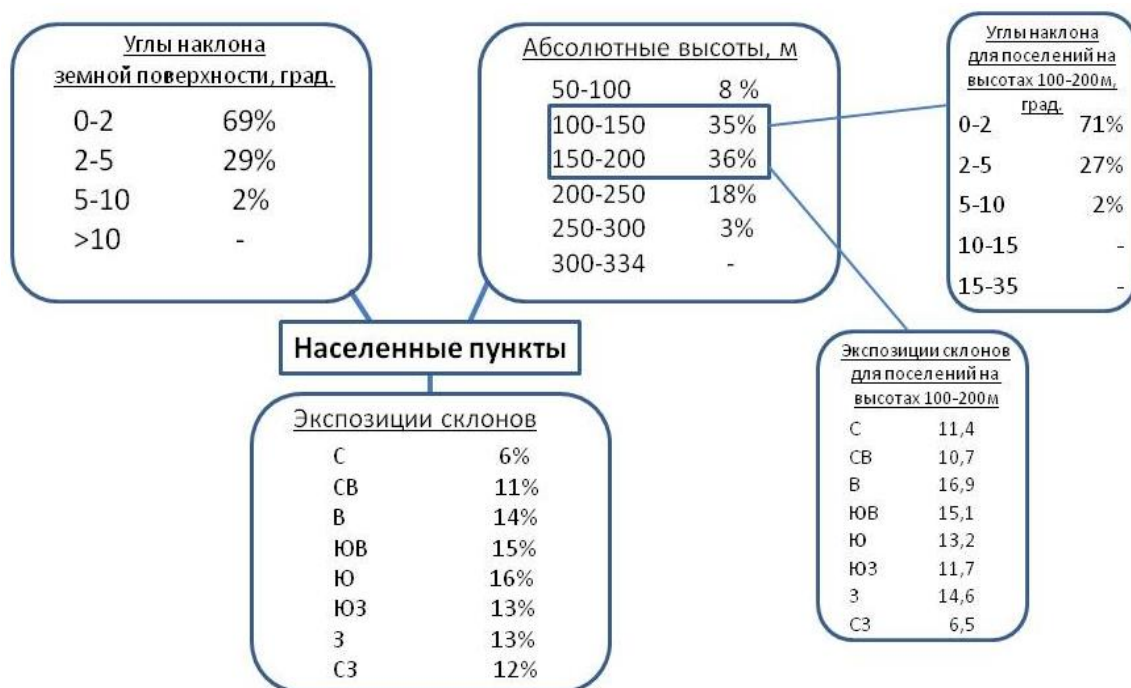 Углы наклона
земной поверхности, град.
0-2 69%
2-5 29%
5-10 2%
>10 -
Абсолютные высоты, м
50-100 8 %
100-150 35%
150-200 36%
200-250 18%
250-300 3%
300-334 -
Углы наклона
для поселений на
высотах 100-200м,
град.
0-2 71%
2-5 27%
5-10 2%
10-15 -
15-35 -
Населенные пункты
Экспозиции склонов
С 6%
СВ 11%
В 14%
ЮВ 15%
Ю 16%
ЮЗ 13%
З 13%
СЗ 12%
Экспозиции склонов
для поселений на
высотах 100-200м
С 11,4
СВ 10,7
В 16,9
ЮВ 15,1
Ю 13,2
ЮЗ 11,7
З 14,6
СЗ 6,5